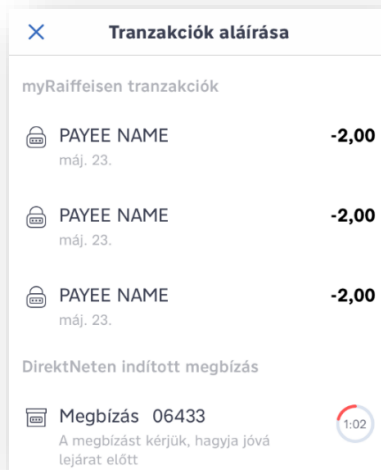 Tranzakciók aláírása
myRaiffeisen tranzakciók
PAYEE NAME -2,00
máj. 23.
PAYEE NAME -2,00
máj. 23.
PAYEE NAME -2,00
máj. 23.
DirektNeten indított megbízás
Megbízás 06433
1:02
A megbízást kérjük, hagyja jóvá
lejárat előtt